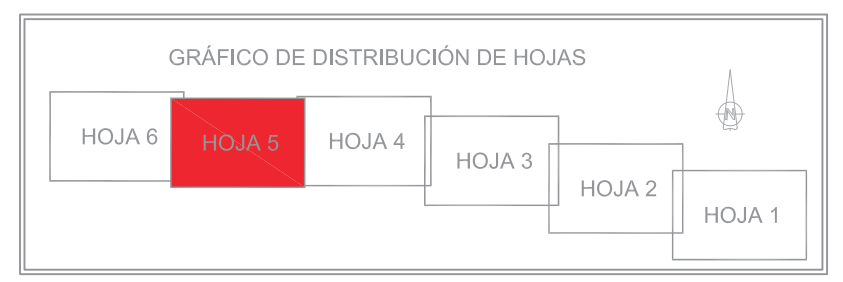 GRÁFICO DE DISTRIBUCIÓN DE HOJAS
N
HOJA 6
HOJA 5
HOJA 4
HOJA 3
HOJA 2
HOJA 1